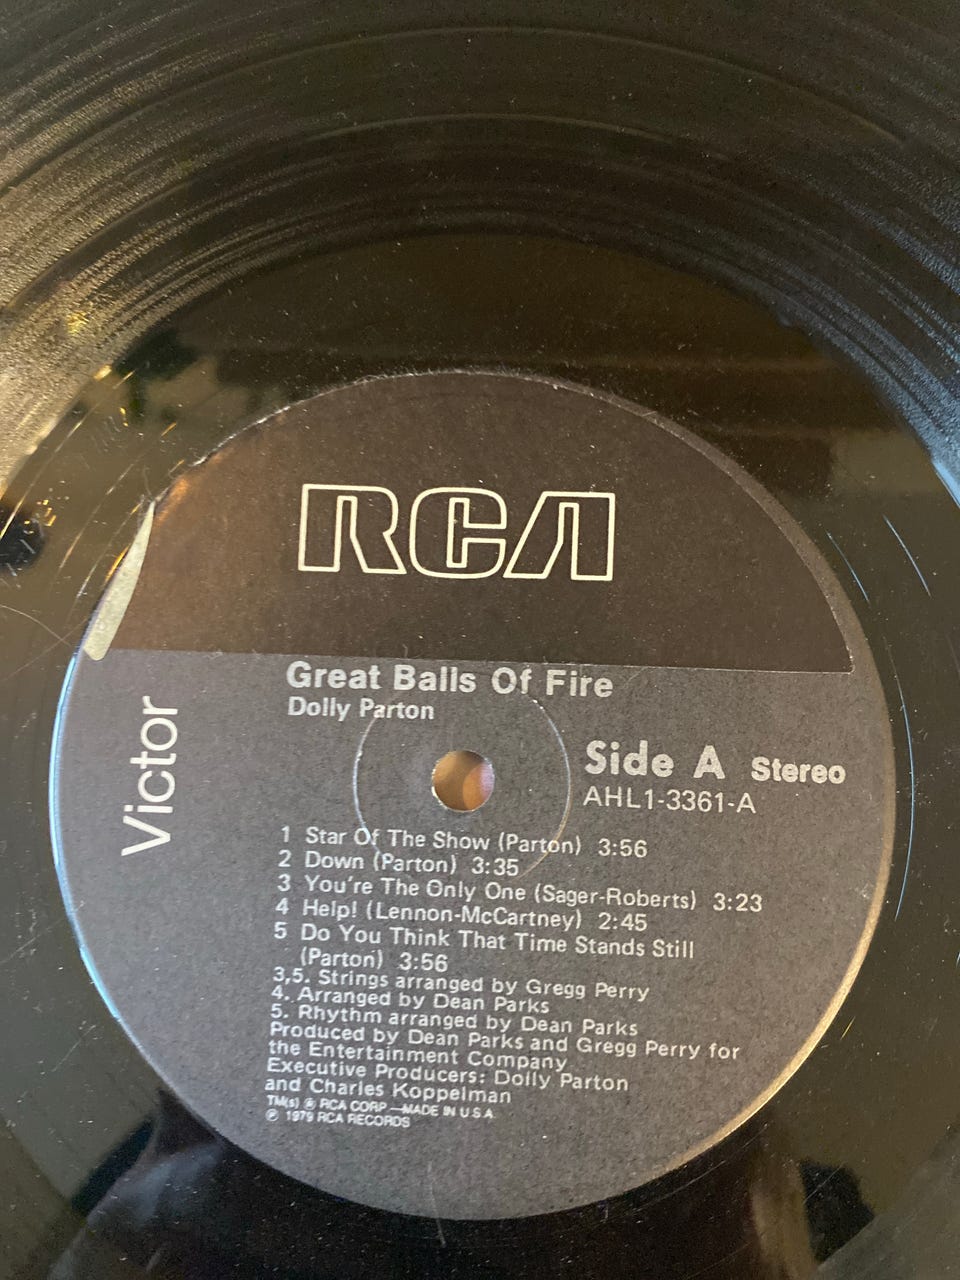 RCA
Victor
Great Balls Of Fire
Dolly Parton
Side A Stereo
AHL1-3361-A
1 Star Of The Show (Parton) 3:56
2 Down (Parton) 3:35
3 You're The Only One (Sager-Roberts) 3:23
4 Help! (Lennon-McCartney) 2:45
5 Do You Think That Time Stands Still
(Parton) 3:56
3,5. Strings arranged by Gregg Perry
4. Arranged by Dean Parks
5. Rhythm arranged by Dean Parks
Produced by Dean Parks and Gregg Perry for
the Entertainment Company
Executive Producers: Dolly Parton
and Charles Koppelman
TM(s) ® RCA CORP.—MADE IN U.S.A.
℗ 1979 RCA RECORDS